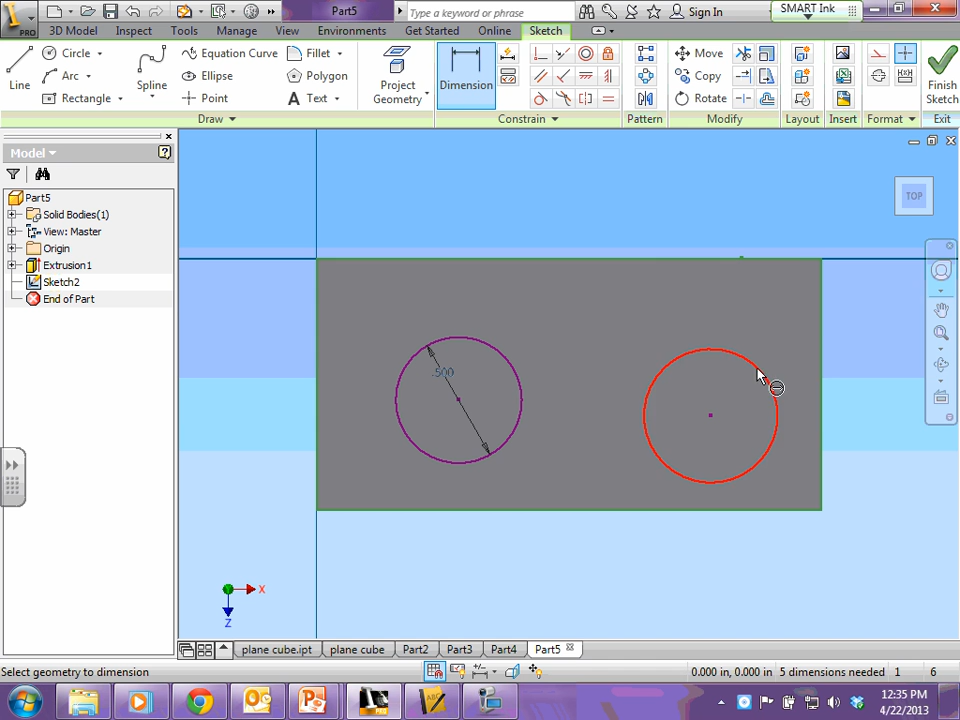 Part5
Type a keyword or phrase
Sign In
SMART Ink
PRO
3D Model
Inspect
Tools
Manage
View
Environments
Get Started
Online
Sketch
Line
Circle
Arc
Rectangle
Spline
Equation Curve
Ellipse
Point
Fillet
Polygon
Text
Project
Geometry
Dimension
Move
Copy
Rotate
Finish
Sketch
Draw
Constrain
Pattern
Modify
Layout
Insert
Format
Exit
Model
Part5
Solid Bodies(1)
View: Master
Origin
Extrusion1
Sketch2
End of Part
TOP
.500
X
Z
plane cube.ipt
plane cube
Part2
Part3
Part4
Part5
Select geometry to dimension
0.000 in, 0.000 in
5 dimensions needed
1
6
12:35 PM
4/22/2013